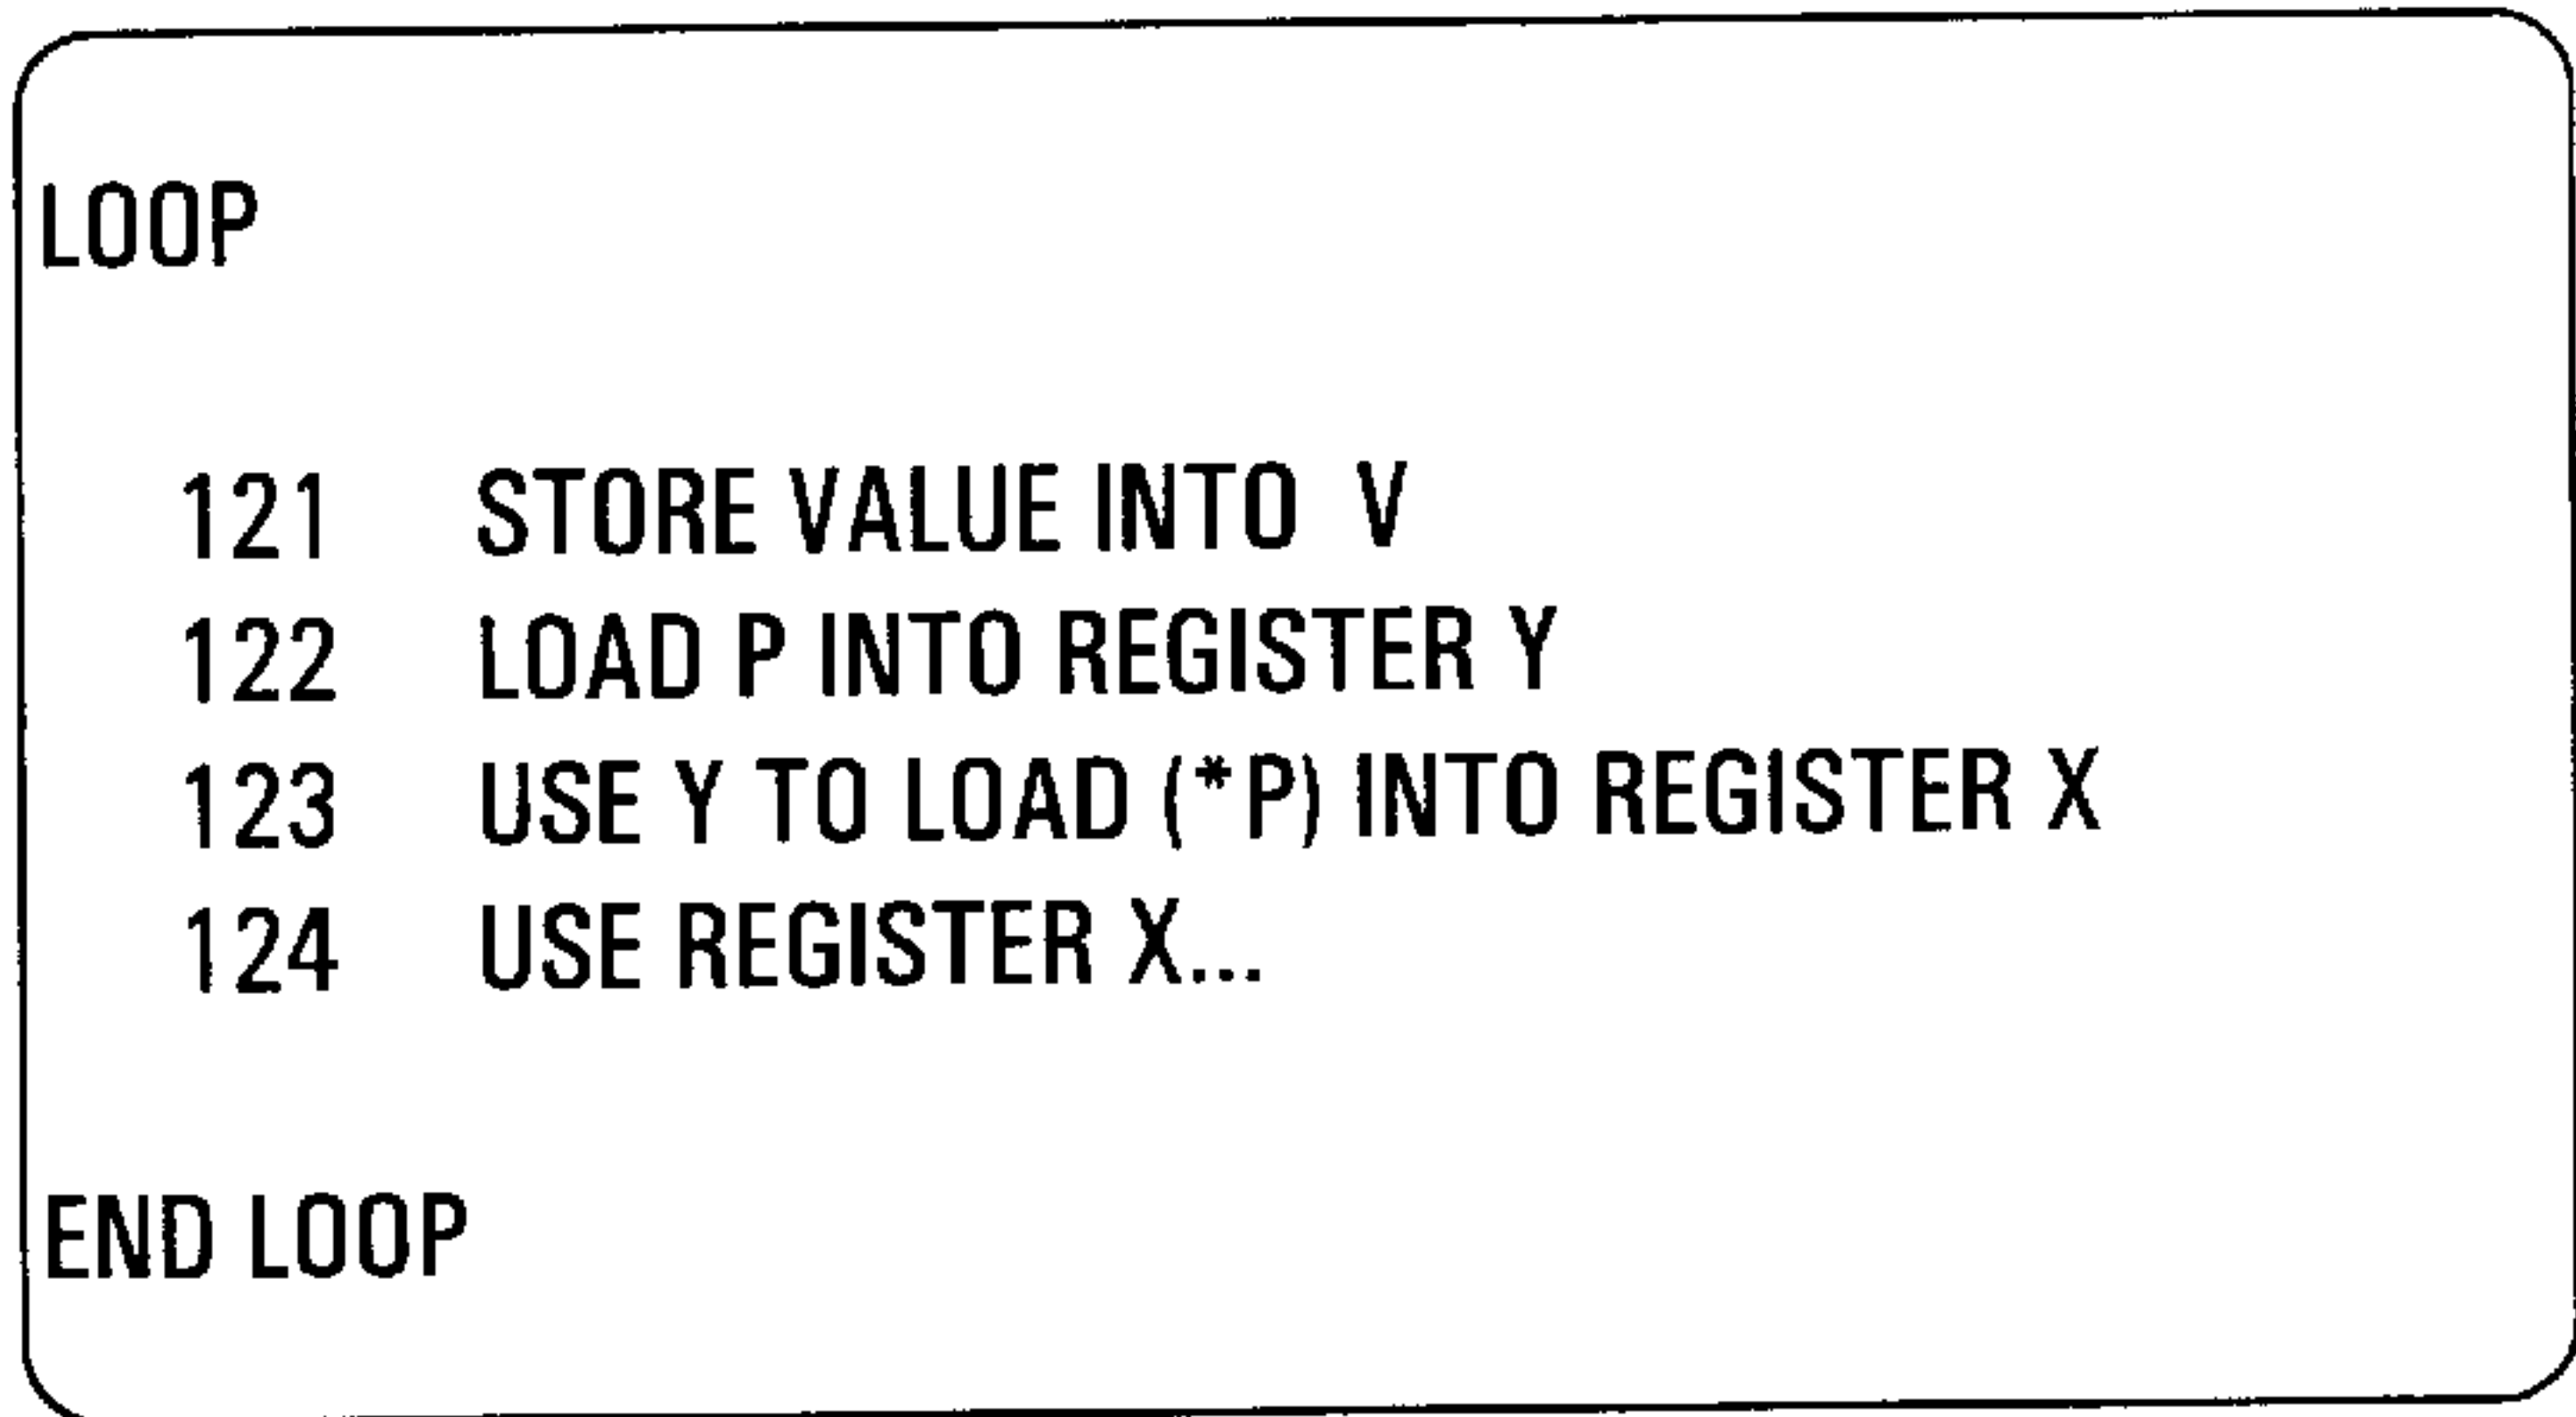 LOOP
121 STORE VALUE INTO V
122 LOAD P INTO REGISTER Y
123 USE Y TO LOAD (*P) INTO REGISTER X
124 USE REGISTER X...
END LOOP